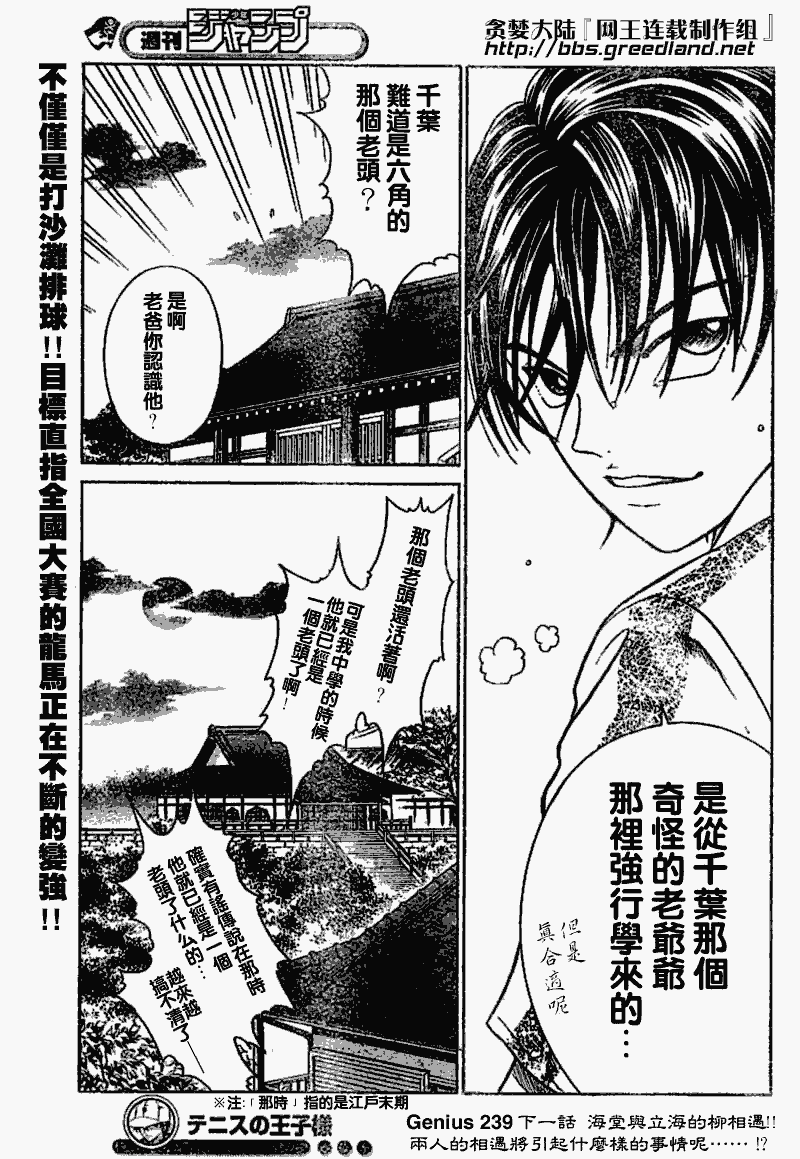 週刊
少年
ジャンプ
貪婪大陆『网王连载制作组』
http://bbs.greedland.net
是從千葉那個
奇怪的老爺爺
那裡強行學來的…
但是
真合適呢
千葉
難道是六角的
那個老頭？
是啊
老爸你認識他？
那個老頭還活著啊？
可是我中學的時候
他就已經是
一個老頭了啊！
確實有謠傳說在那時
他就已經是一個
老頭了什么的…
越來越
搞不清了——
不僅僅是打沙灘排球!!目標直指全國大賽的龍馬正在不斷的變強!!
※注:「那時」指的是江戸末期
テニスの王子様
Genius 239 下一話 海堂與立海的柳相遇!!
兩人的相遇將引起什麼樣的事情呢…… !?